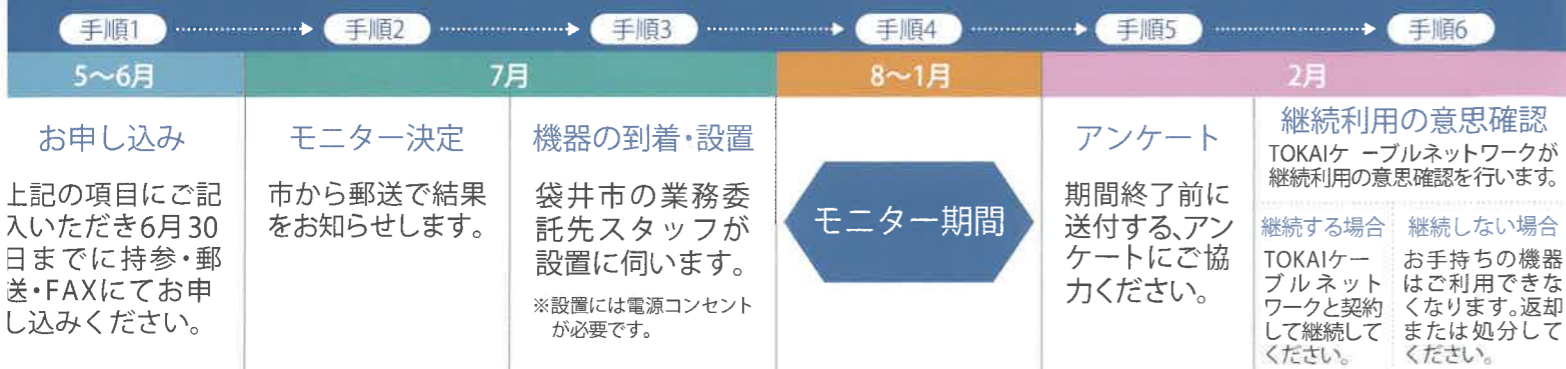 手順1
手順2
手順3
手順4
手順5
手順6
5〜6月
7月
8〜1月
2月
お申し込み
上記の項目にご記
入いただき6月30
日までに持参・郵
送・FAXにてお申
し込みください。
モニター決定
市から郵送で結果
をお知らせします。
機器の到着・設置
袋井市の業務委
託先スタッフが
設置に伺います。
※設置には電源コンセント
が必要です。
モニター期間
アンケート
期間終了前に
送付する、アン
ケートにご協
力ください。
継続利用の意思確認
TOKAIケーブルネットワークが
継続利用の意思確認を行います。
継続する場合
TOKAIケー
ブルネット
ワークと契約
して継続して
ください。
継続しない場合
お手持ちの機器
はご利用できな
くなります。返却
または処分して
ください。